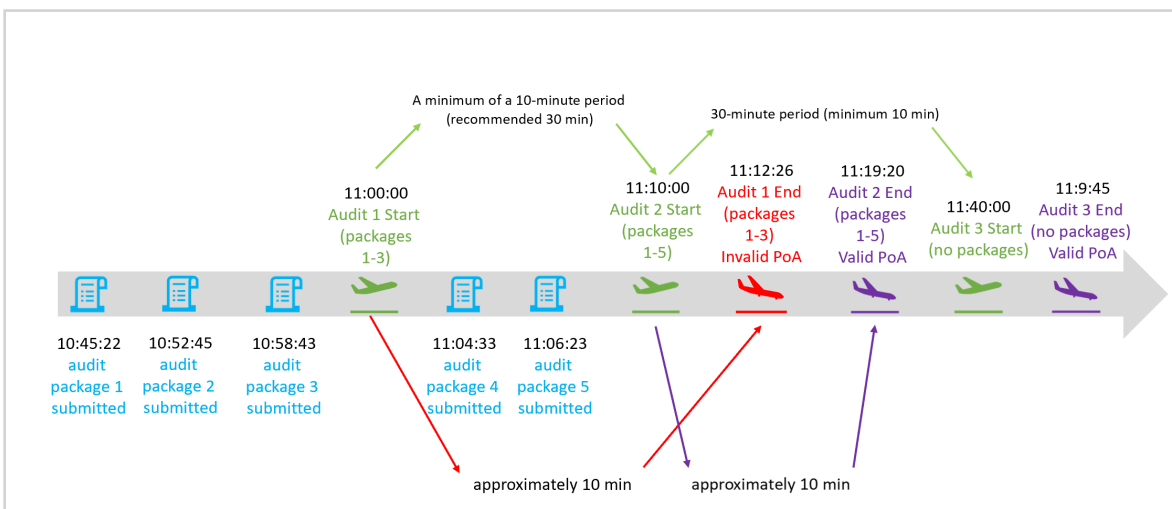 A minimum of a 10-minute period
(recommended 30 min)
30-minute period (minimum 10 min)
11:00:00
Audit 1 Start
(packages
1-3)
11:10:00
Audit 2 Start
(packages
1-5)
11:12:26
Audit 1 End
(packages
1-3)
Invalid PoA
11:19:20
Audit 2 End
(packages
1-5)
Valid PoA
11:40:00
Audit 3 Start
(no packages)
11:9:45
Audit 3 End
(no packages)
Valid PoA
10:45:22
audit
package 1
submitted
10:52:45
audit
package 2
submitted
10:58:43
audit
package 3
submitted
11:04:33
audit
package 4
submitted
11:06:23
audit
package 5
submitted
approximately 10 min
approximately 10 min